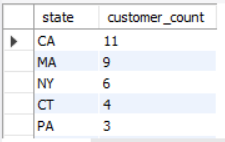 state customer_count
CA 11
MA 9
NY 6
CT 4
PA 3